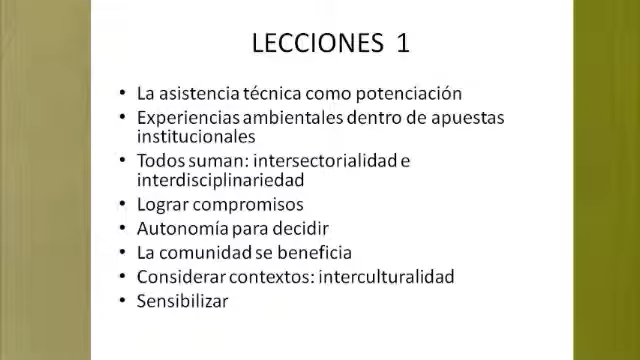 LECCIONES 1
• La asistencia técnica como potenciación
• Experiencias ambientales dentro de apuestas
institucionales
• Todos suman: intersectorialidad e
interdisciplinariedad
• Lograr compromisos
• Autonomía para decidir
• La comunidad se beneficia
• Considerar contextos: interculturalidad
• Sensibilizar